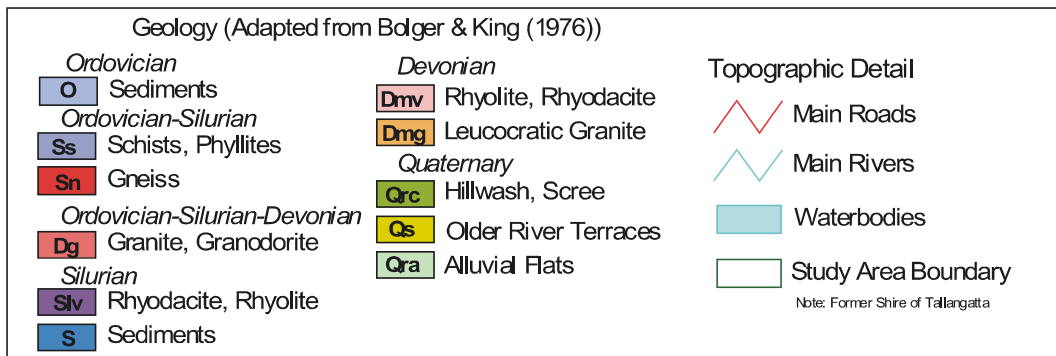 Geology (Adapted from Bolger & King (1976))
Ordovician
O Sediments
Ordovician-Silurian
Ss Schists, Phyllites
Sn Gneiss
Ordovician-Silurian-Devonian
Dg Granite, Granodorite
Silurian
Slv Rhyodacite, Rhyolite
S Sediments
Devonian
Dmv Rhyolite, Rhyodacite
Dmg Leucocratic Granite
Quaternary
Qrc Hillwash, Scree
Qs Older River Terraces
Qra Alluvial Flats
Topographic Detail
Main Roads
Main Rivers
Waterbodies
Study Area Boundary
Note: Former Shire of Tallangatta